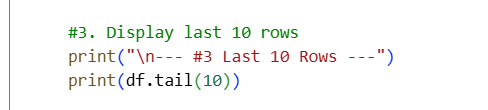 #3. Display last 10 rows
print("\n--- #3 Last 10 Rows ---")
print(df.tail(10))